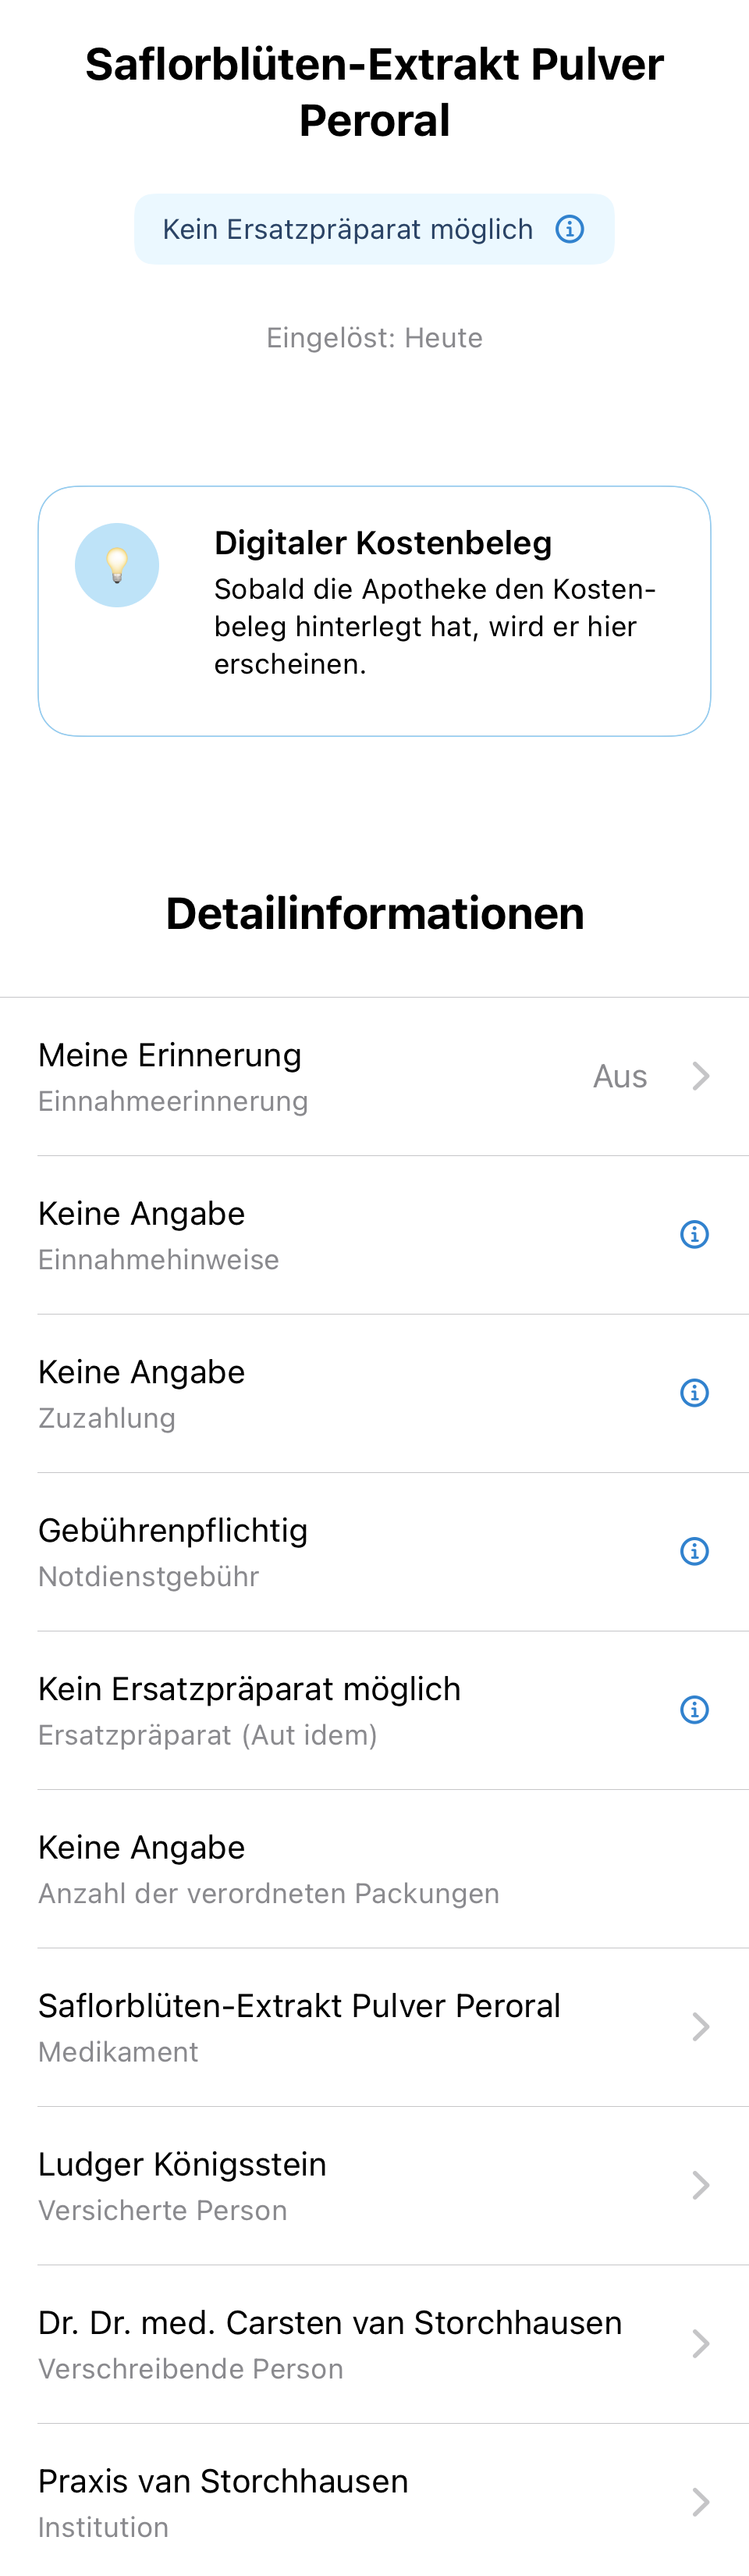 Saflorblüten-Extrakt Pulver
Peroral
Kein Ersatzpräparat möglich
Eingelöst: Heute
Digitaler Kostenbeleg
Sobald die Apotheke den Kosten-
beleg hinterlegt hat, wird er hier
erscheinen.
Detailinformationen
Meine Erinnerung
Aus
Einnahmeerinnerung
Keine Angabe
Einnahmehinweise
Keine Angabe
Zuzahlung
Gebührenpflichtig
Notdienstgebühr
Kein Ersatzpräparat möglich
Ersatzpräparat (Aut idem)
Keine Angabe
Anzahl der verordneten Packungen
Saflorblüten-Extrakt Pulver Peroral
Medikament
Ludger Königsstein
Versicherte Person
Dr. Dr. med. Carsten van Storchhausen
Verschreibende Person
Praxis van Storchhausen
Institution